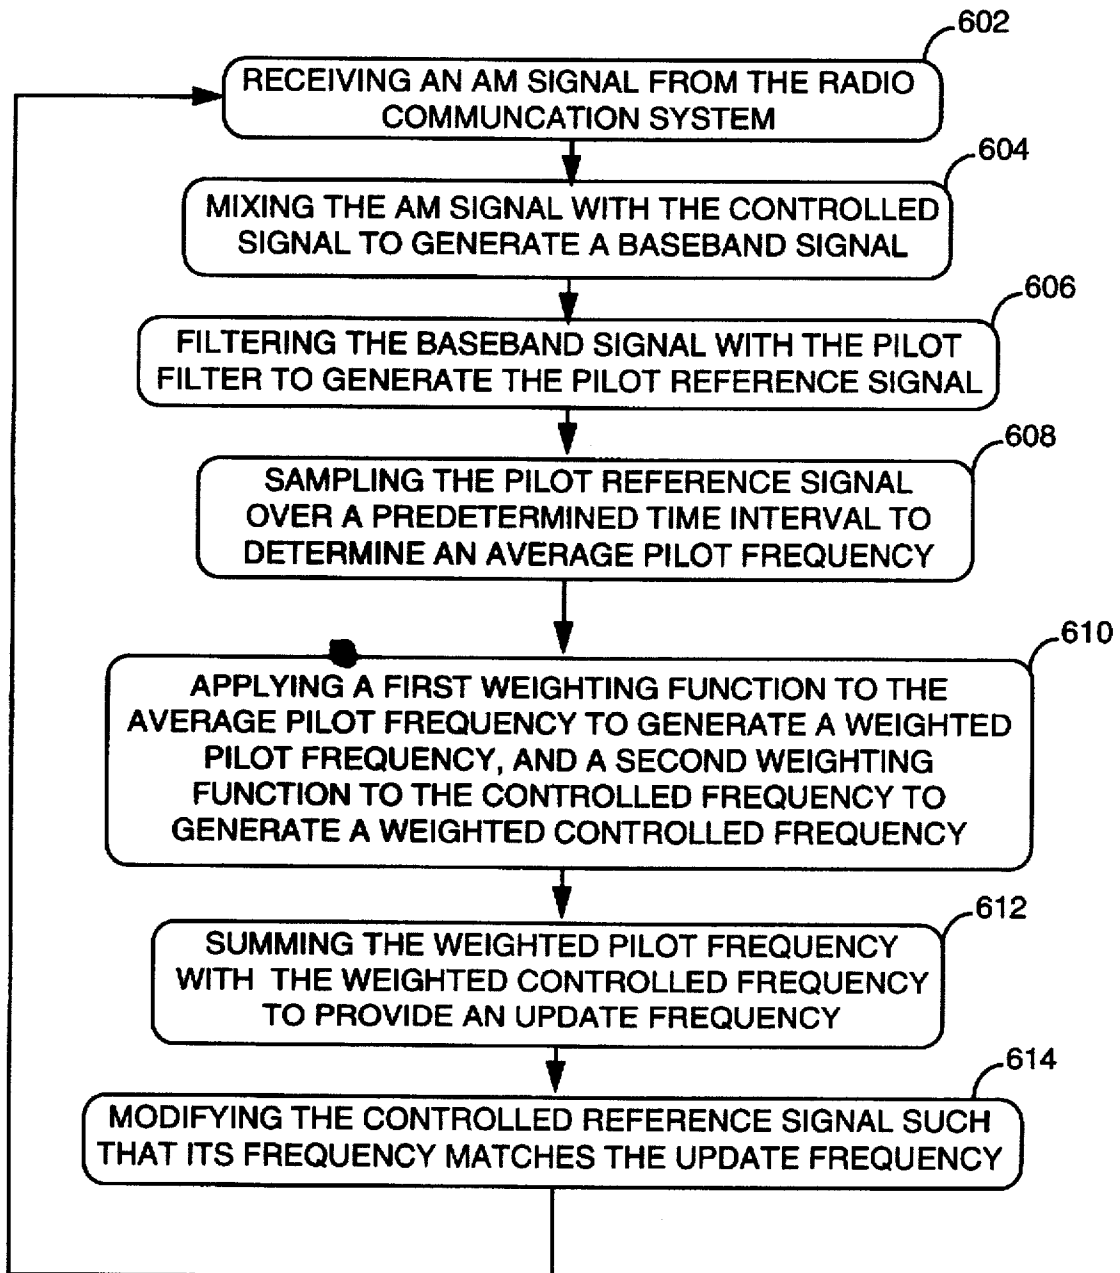 602
RECEIVING AN AM SIGNAL FROM THE RADIO
COMMUNCATION SYSTEM
604
MIXING THE AM SIGNAL WITH THE CONTROLLED
SIGNAL TO GENERATE A BASEBAND SIGNAL
606
FILTERING THE BASEBAND SIGNAL WITH THE PILOT
FILTER TO GENERATE THE PILOT REFERENCE SIGNAL
608
SAMPLING THE PILOT REFERENCE SIGNAL
OVER A PREDETERMINED TIME INTERVAL TO
DETERMINE AN AVERAGE PILOT FREQUENCY
610
APPLYING A FIRST WEIGHTING FUNCTION TO THE
AVERAGE PILOT FREQUENCY TO GENERATE A WEIGHTED
PILOT FREQUENCY, AND A SECOND WEIGHTING
FUNCTION TO THE CONTROLLED FREQUENCY TO
GENERATE A WEIGHTED CONTROLLED FREQUENCY
612
SUMMING THE WEIGHTED PILOT FREQUENCY
WITH THE WEIGHTED CONTROLLED FREQUENCY
TO PROVIDE AN UPDATE FREQUENCY
614
MODIFYING THE CONTROLLED REFERENCE SIGNAL SUCH
THAT ITS FREQUENCY MATCHES THE UPDATE FREQUENCY